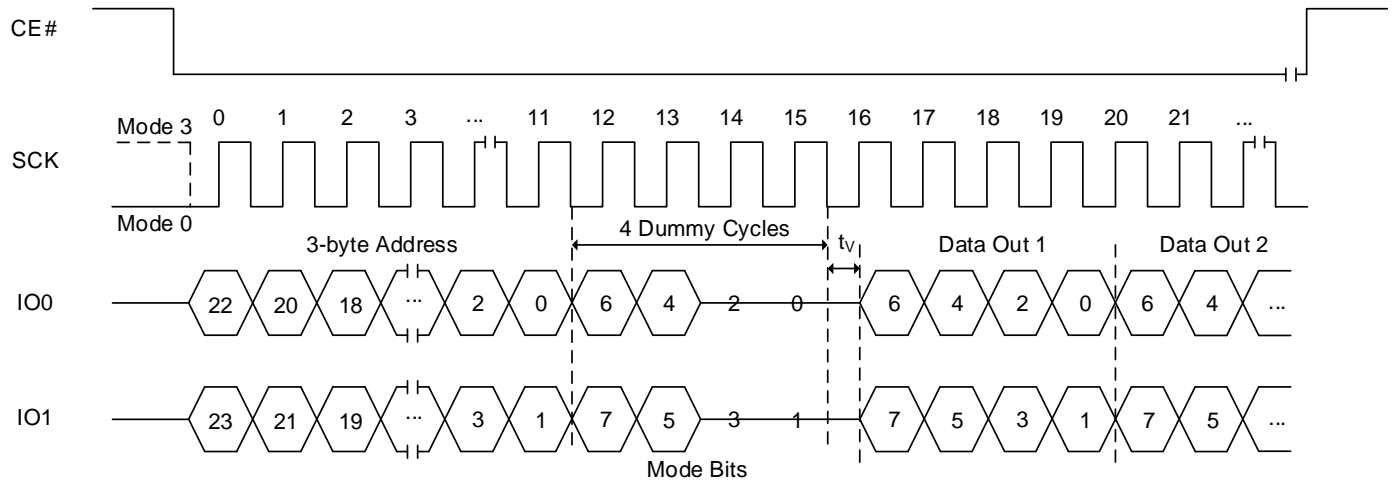 CE#
0 1 2 3 ... 11 12 13 14 15 16 17 18 19 20 21 ...
Mode 3
SCK
Mode 0
3-byte Address
4 Dummy Cycles
tV
Data Out 1
Data Out 2
IO0
22 20 18 ... 2 0 6 4 2 0 6 4 2 0 6 4 ...
IO1
23 21 19 ... 3 1 7 5 3 1 7 5 3 1 7 5 ...
Mode Bits